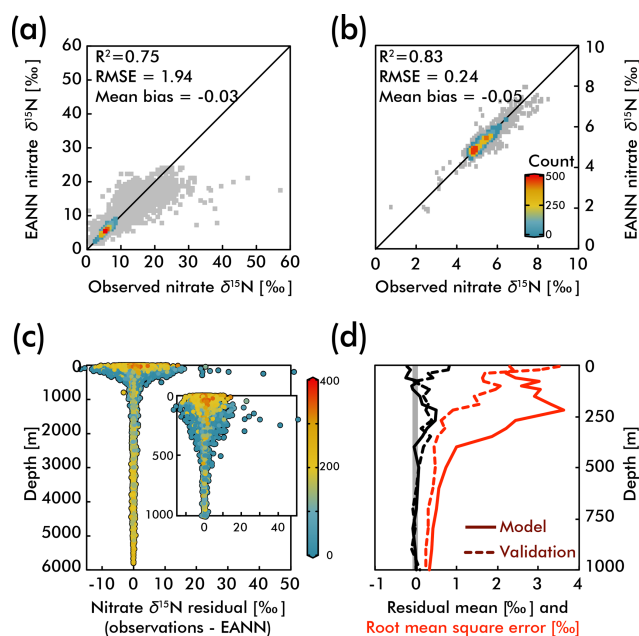 (a)
60
50
40
30
20
10
0
R²=0.75
RMSE = 1.94
Mean bias = -0.03
EANN nitrate δ¹⁵N [‰]
0 10 20 30 40 50 60
Observed nitrate δ¹⁵N [‰]
(b)
R²=0.83
RMSE = 0.24
Mean bias = -0.05
Count
500
250
0
10
8
6
4
2
0
EANN nitrate δ¹⁵N [‰]
0 2 4 6 8 10
Observed nitrate δ¹⁵N [‰]
(c)
0
1000
2000
3000
4000
5000
6000
Depth [m]
0
500
1000
0 20 40
-10 0 10 20 30 40 50
Nitrate δ¹⁵N residual [‰]
(observations - EANN)
400
200
0
(d)
0
250
500
750
1000
Depth [m]
Model
Validation
-1 0 1 2 3 4
Residual mean [‰] and
Root mean square error [‰]